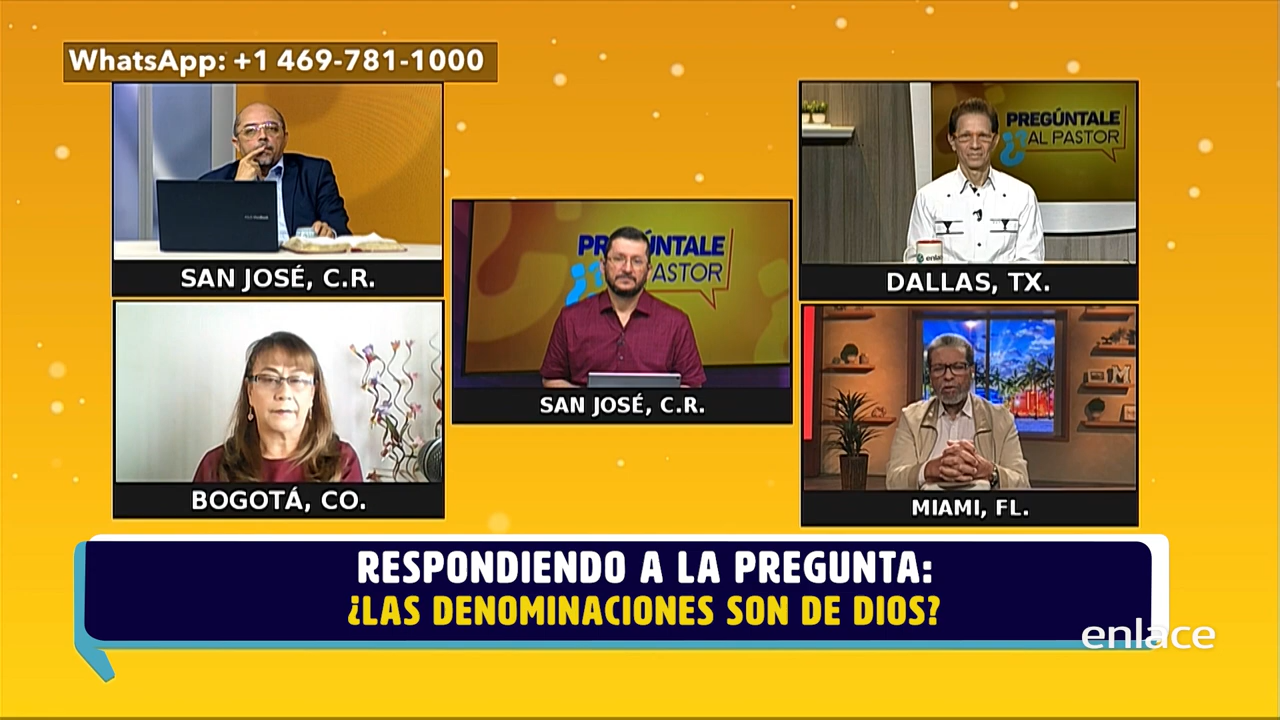 WhatsApp: +1 469-781-1000
SAN JOSÉ, C.R.
PREGÚNTALE
¿? AL PASTOR
DALLAS, TX.
PREGÚNTALE
PASTOR
SAN JOSÉ, C.R.
BOGOTÁ, CO.
MIAMI, FL.
RESPONDIENDO A LA PREGUNTA:
¿LAS DENOMINACIONES SON DE DIOS?
enlace